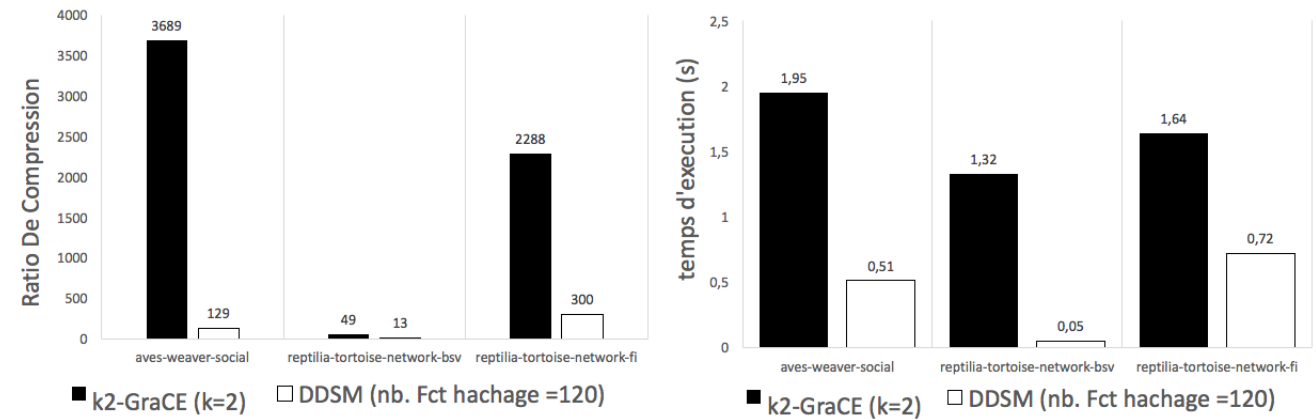 Ratio De Compression
4000
3500
3000
2500
2000
1500
1000
500
0
3689
129
49
13
2288
300
aves-weaver-social
reptilia-tortoise-network-bsv
reptilia-tortoise-network-fi
k2-GraCE (k=2)
DDSM (nb. Fct hachage =120)
temps d'execution (s)
2,5
2
1,5
1
0,5
0
1,95
0,51
1,32
0,05
1,64
0,72
aves-weaver-social
reptilia-tortoise-network-bsv
reptilia-tortoise-network-fi
k2-GraCE (k=2)
DDSM (nb. Fct hachage =120)